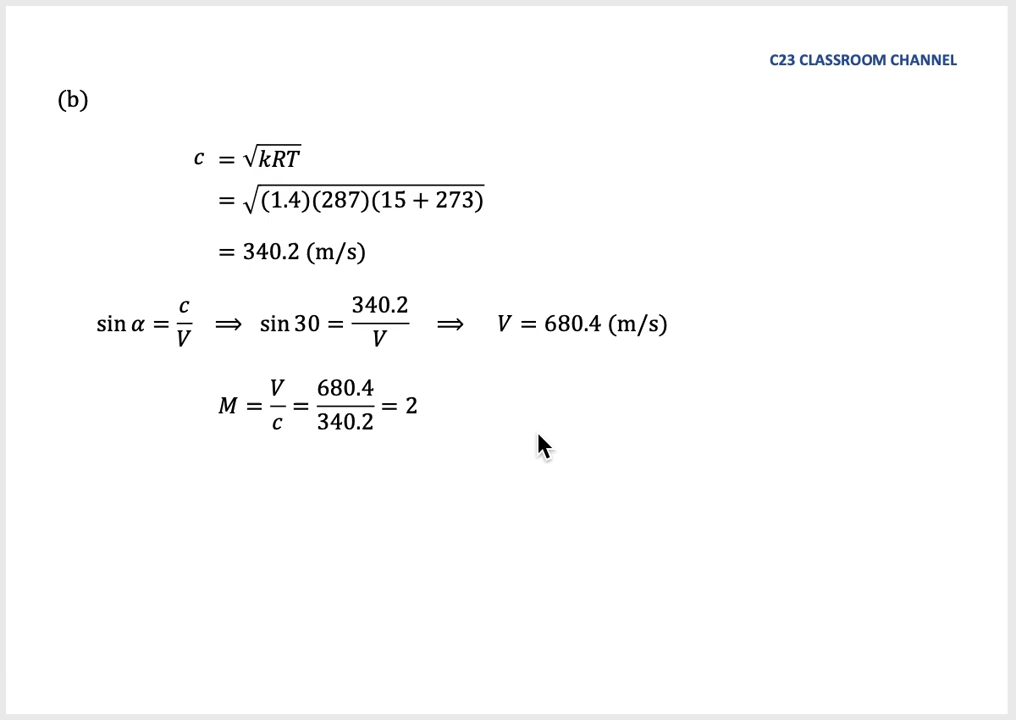 C23 CLASSROOM CHANNEL
(b)
c = √kRT
= √(1.4)(287)(15 + 273)
= 340.2 (m/s)
sin α = c/V ⟹ sin 30 = 340.2/V ⟹ V = 680.4 (m/s)
M = V/c = 680.4/340.2 = 2